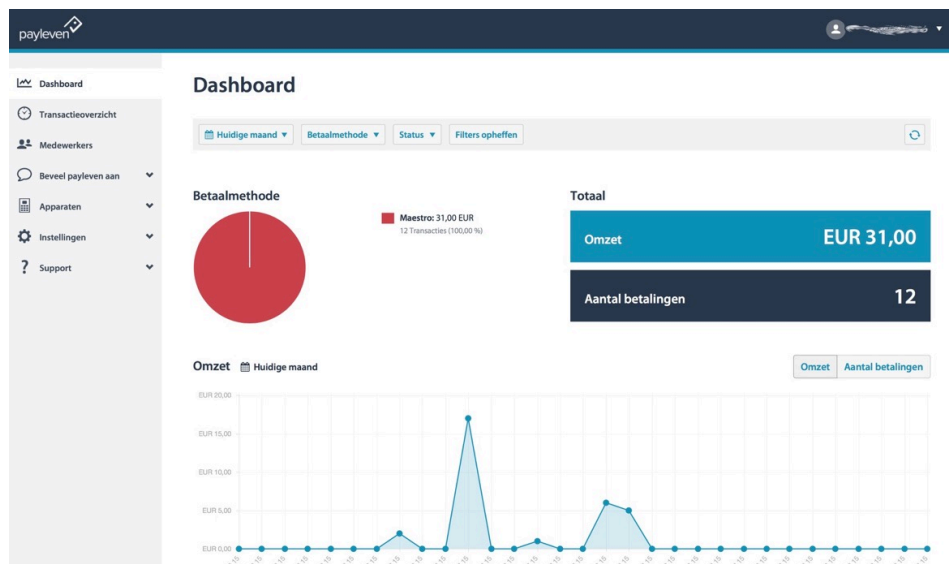 payleven
Dashboard
Transactieoverzicht
Medewerkers
Beveel payleven aan
Apparaten
Instellingen
Support
Dashboard
Huidige maand
Betaalmethode
Status
Filters opheffen
Betaalmethode
Maestro: 31,00 EUR
12 Transacties (100,00 %)
Totaal
Omzet EUR 31,00
Aantal betalingen 12
Omzet Huidige maand
Omzet Aantal betalingen
EUR 20,00
EUR 15,00
EUR 10,00
EUR 5,00
EUR 0,00